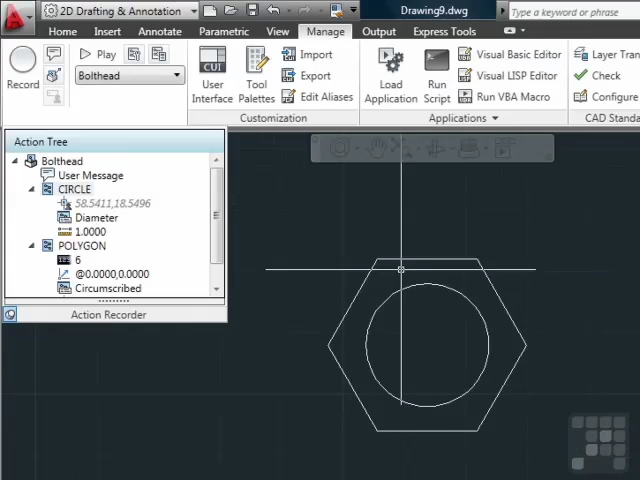 2D Drafting & Annotation
Drawing9.dwg
Type a keyword or phrase
Home
Insert
Annotate
Parametric
View
Manage
Output
Express Tools
Record
Play
Bolthead
CUI
User
Interface
Tool
Palettes
Import
Export
Edit Aliases
Customization
Load
Application
Run
Script
Visual Basic Editor
Visual LISP Editor
Run VBA Macro
Applications
Layer Tran
Check
Configure
CAD Standa
Action Tree
Bolthead
User Message
CIRCLE
58.5411,18.5496
Diameter
1.0000
POLYGON
123
6
@0.0000,0.0000
Circumscribed
Action Recorder